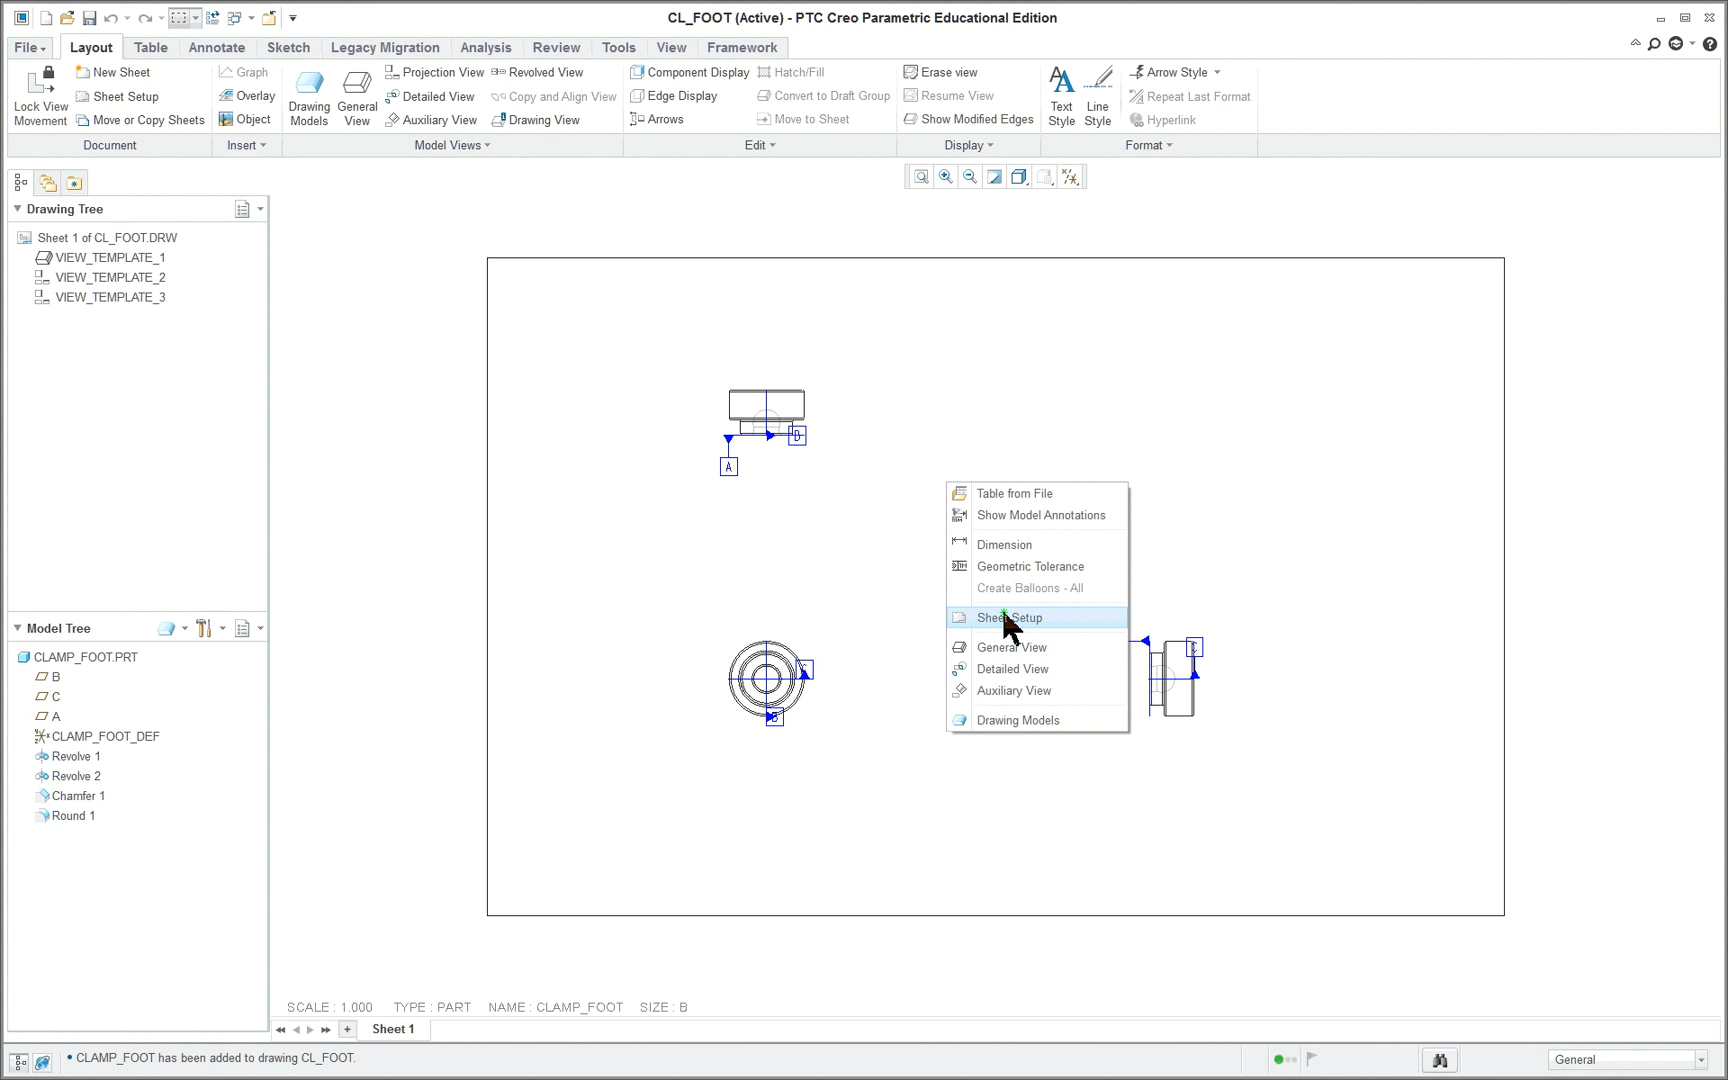 CL_FOOT (Active) - PTC Creo Parametric Educational Edition
File Layout Table Annotate Sketch Legacy Migration Analysis Review Tools View Framework
Lock View Movement
New Sheet
Sheet Setup
Move or Copy Sheets
Document
Graph
Overlay
Object
Insert
Drawing Models
General View
Projection View
Detailed View
Auxiliary View
Revolved View
Copy and Align View
Drawing View
Model Views
Component Display
Edge Display
Arrows
Hatch/Fill
Convert to Draft Group
Move to Sheet
Edit
Erase view
Resume View
Show Modified Edges
Display
Text Style
Line Style
Arrow Style
Repeat Last Format
Hyperlink
Format
Drawing Tree
Sheet 1 of CL_FOOT.DRW
VIEW_TEMPLATE_1
VIEW_TEMPLATE_2
VIEW_TEMPLATE_3
Model Tree
CLAMP_FOOT.PRT
B
C
A
CLAMP_FOOT_DEF
Revolve 1
Revolve 2
Chamfer 1
Round 1
A
Table from File
Show Model Annotations
Dimension
Geometric Tolerance
Create Balloons - All
Sheet Setup
General View
Detailed View
Auxiliary View
Drawing Models
SCALE : 1.000 TYPE : PART NAME : CLAMP_FOOT SIZE : B
Sheet 1
• CLAMP_FOOT has been added to drawing CL_FOOT.
General